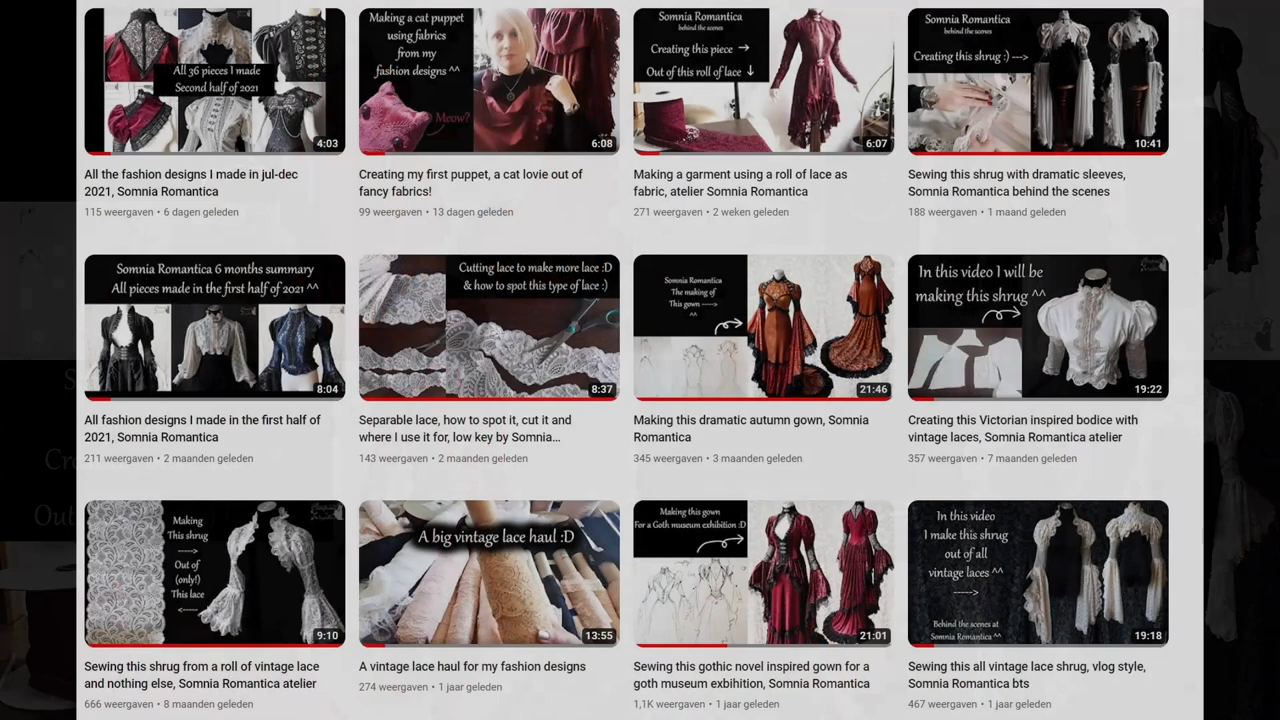 All 36 pieces I made
Second half of 2021
4:03
All the fashion designs I made in jul-dec
2021, Somnia Romantica
115 weergaven • 6 dagen geleden
Making a cat puppet
using fabrics
from my
fashion designs ^^
Meow?
6:08
Creating my first puppet, a cat lovie out of
fancy fabrics!
99 weergaven • 13 dagen geleden
Somnia Romantica
behind the scenes
Creating this piece →
Out of this roll of lace ↓
6:07
Making a garment using a roll of lace as
fabric, atelier Somnia Romantica
271 weergaven • 2 weken geleden
Somnia Romantica
behind the scenes
Creating this shrug :) --->
10:41
Sewing this shrug with dramatic sleeves,
Somnia Romantica behind the scenes
188 weergaven • 1 maand geleden
Somnia Romantica 6 months summary
All pieces made in the first half of 2021 ^^
8:04
All fashion designs I made in the first half of
2021, Somnia Romantica
211 weergaven • 2 maanden geleden
Cutting lace to make more lace :D
& how to spot this type of lace :)
8:37
Separable lace, how to spot it, cut it and
where I use it for, low key by Somnia...
143 weergaven • 2 maanden geleden
Somnia Romantica
The making of
This gown ---->
^^
21:46
Making this dramatic autumn gown, Somnia
Romantica
345 weergaven • 3 maanden geleden
In this video I will be
making this shrug ^^
19:22
Creating this Victorian inspired bodice with
vintage laces, Somnia Romantica atelier
357 weergaven • 7 maanden geleden
Making
This shrug
---->
Out of
(only!)
This lace
<----
9:10
Sewing this shrug from a roll of vintage lace
and nothing else, Somnia Romantica atelier
666 weergaven • 8 maanden geleden
A big vintage lace haul :D
13:55
A vintage lace haul for my fashion designs
274 weergaven • 1 jaar geleden
Making this gown
For a Goth museum exhibition :D
21:01
Sewing this gothic novel inspired gown for a
goth museum exbihition, Somnia Romantica
1,1K weergaven • 1 jaar geleden
In this video
I make this shrug
out of all
vintage laces ^^
---->
Behind the scenes at
Somnia Romantica ^^
19:18
Sewing this all vintage lace shrug, vlog style,
Somnia Romantica bts
467 weergaven • 1 jaar geleden